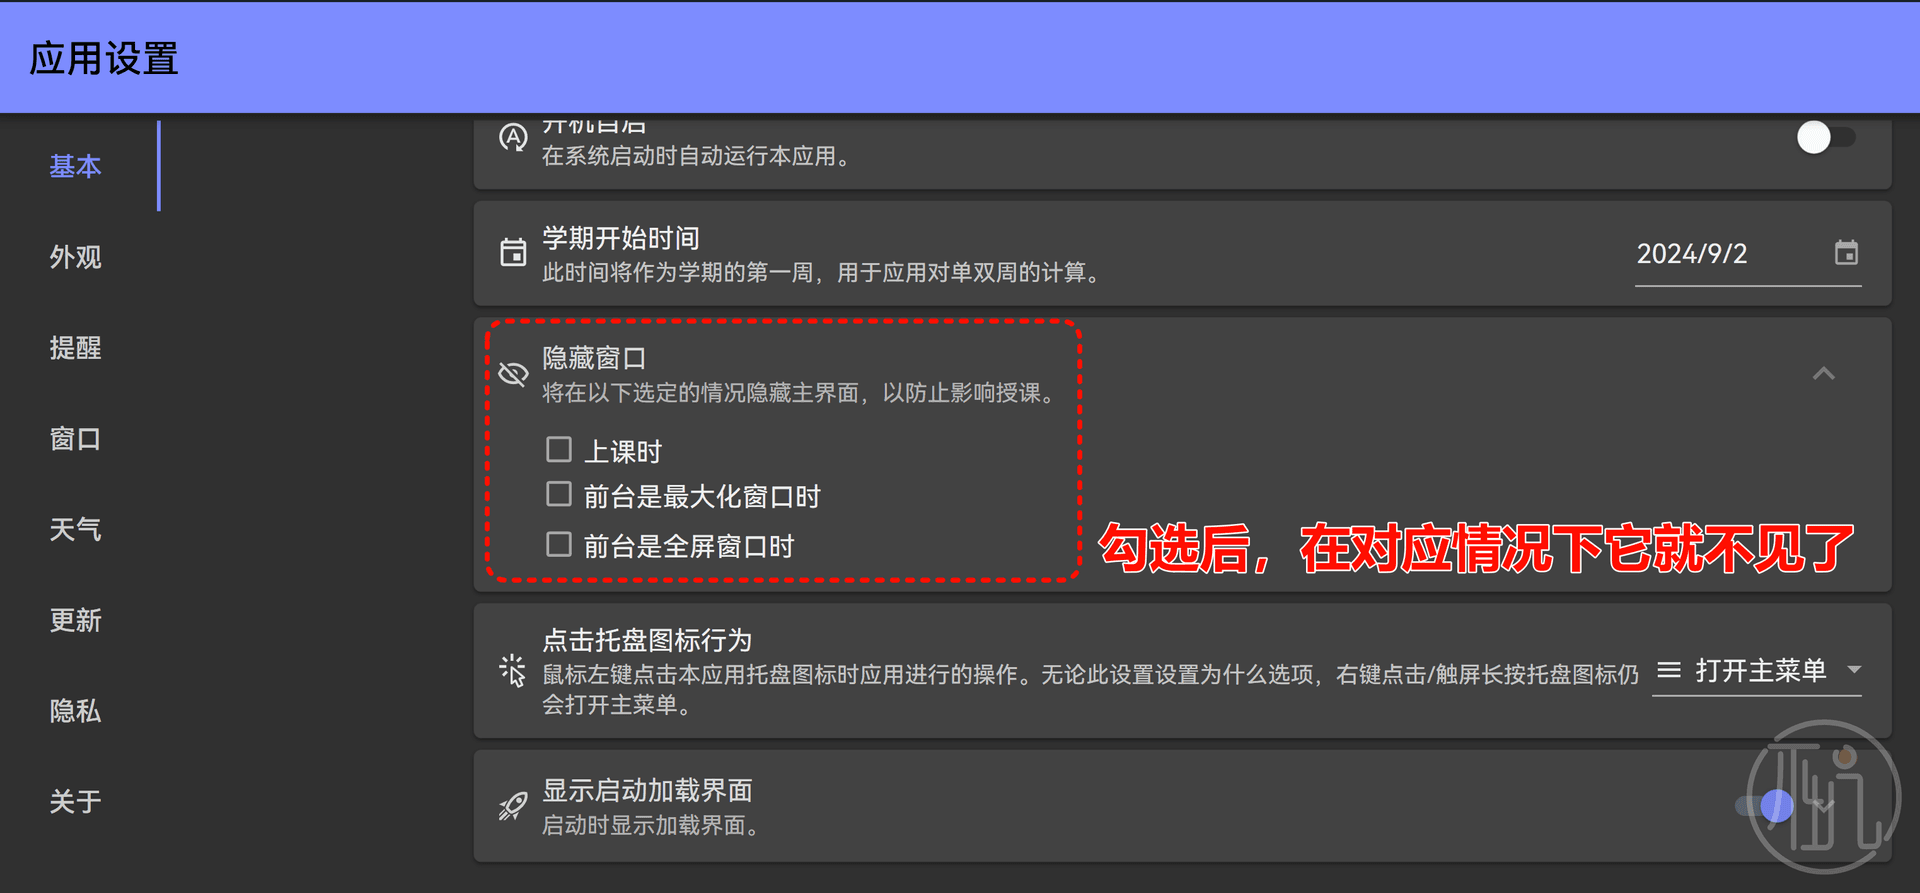 应用设置
基本
外观
提醒
窗口
天气
更新
隐私
关于
开机自启
在系统启动时自动运行本应用。
学期开始时间
此时间将作为学期的第一周，用于应用对单双周的计算。
2024/9/2
隐藏窗口
将在以下选定的情况隐藏主界面，以防止影响授课。
上课时
前台是最大化窗口时
前台是全屏窗口时
勾选后，在对应情况下它就不见了
点击托盘图标行为
鼠标左键点击本应用托盘图标时应用进行的操作。无论此设置设置为什么选项，右键点击/触屏长按托盘图标仍
会打开主菜单。
打开主菜单
显示启动加载界面
启动时显示加载界面。